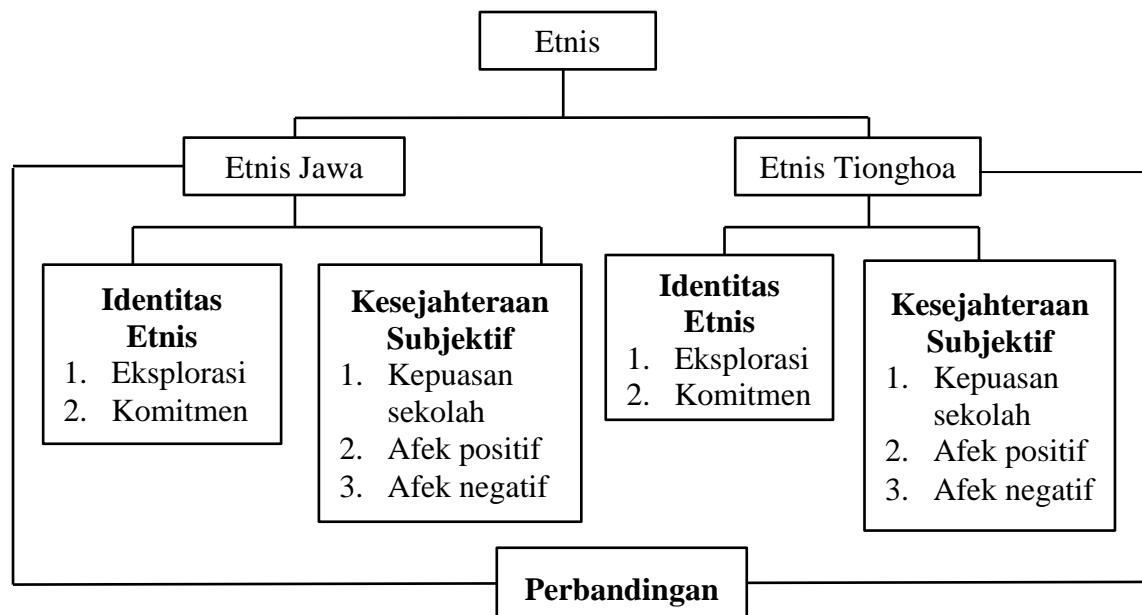 Etnis
Etnis Jawa
Etnis Tionghoa
Identitas
Etnis
1. Eksplorasi
2. Komitmen
Kesejahteraan
Subjektif
1. Kepuasan
sekolah
2. Afek positif
3. Afek negatif
Identitas
Etnis
1. Eksplorasi
2. Komitmen
Kesejahteraan
Subjektif
1. Kepuasan
sekolah
2. Afek positif
3. Afek negatif
Perbandingan